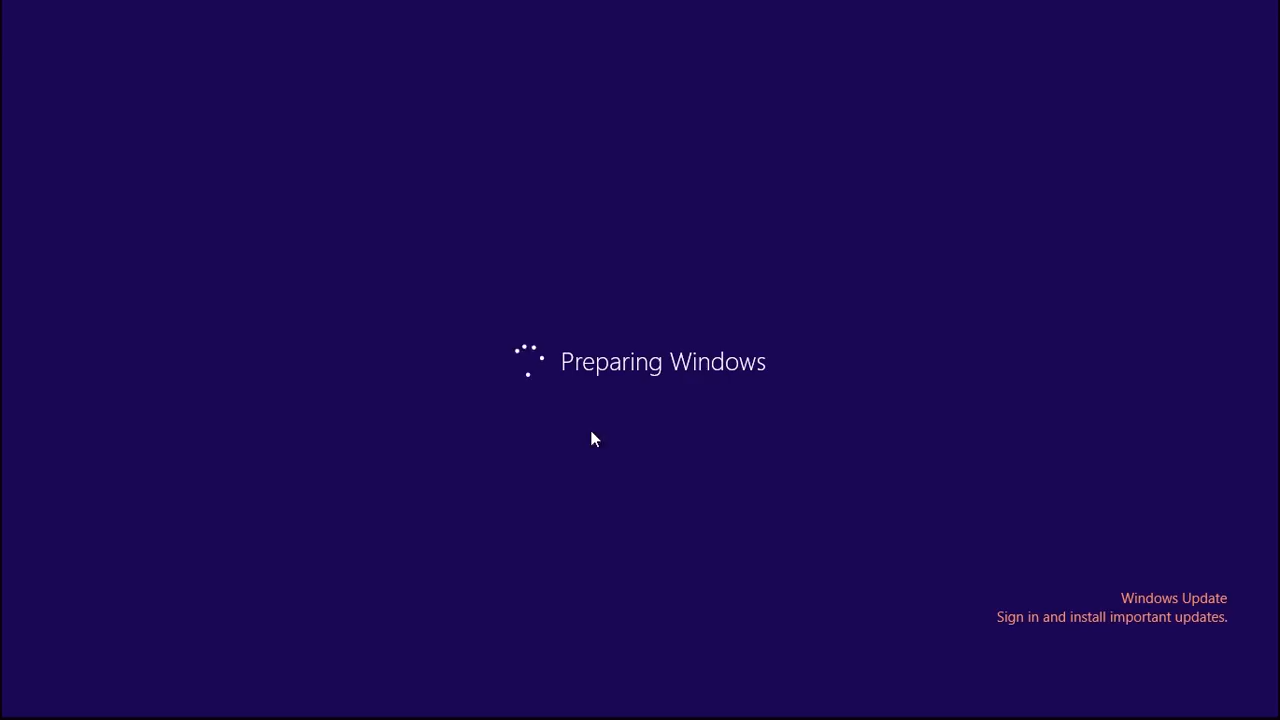 Preparing Windows
Windows Update
Sign in and install important updates.